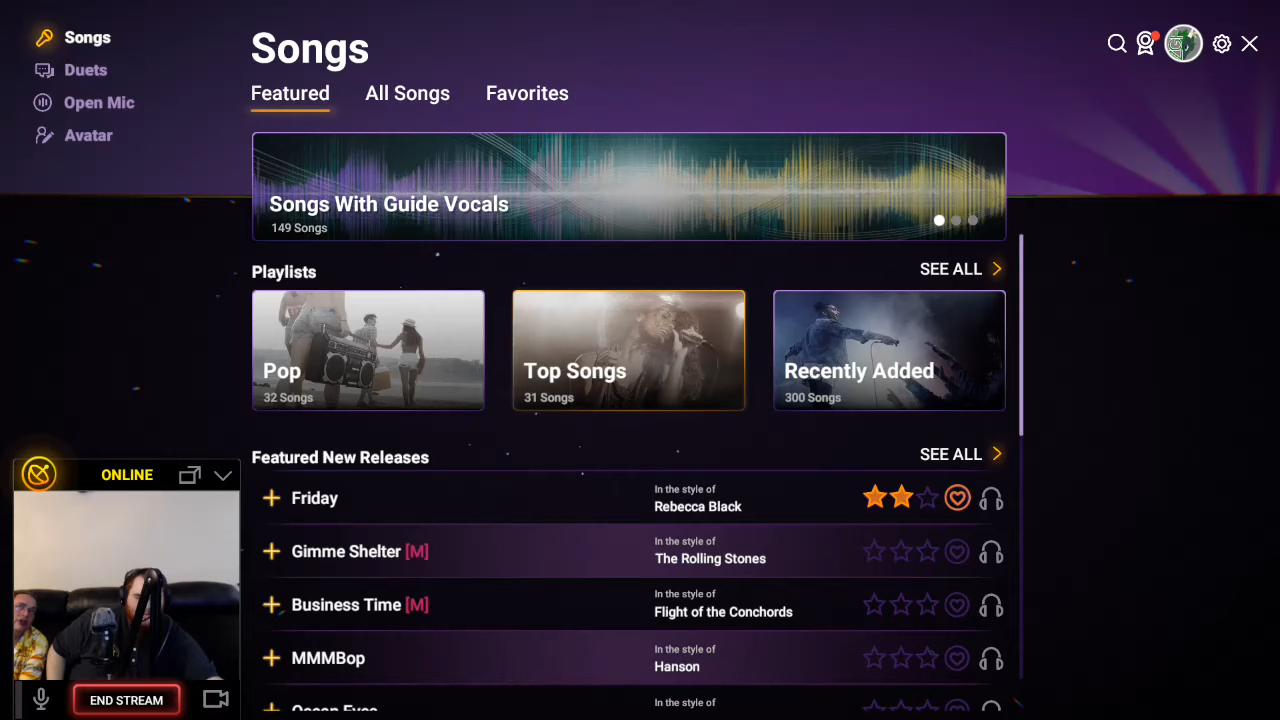 Songs
Duets
Open Mic
Avatar
Songs
Featured
All Songs
Favorites
Songs With Guide Vocals
149 Songs
Playlists
SEE ALL
Pop
32 Songs
Top Songs
31 Songs
Recently Added
300 Songs
Featured New Releases
SEE ALL
Friday
In the style of
Rebecca Black
Gimme Shelter [M]
In the style of
The Rolling Stones
Business Time [M]
In the style of
Flight of the Conchords
MMMBop
In the style of
Hanson
Ocean Eyes
In the style of
ONLINE
END STREAM